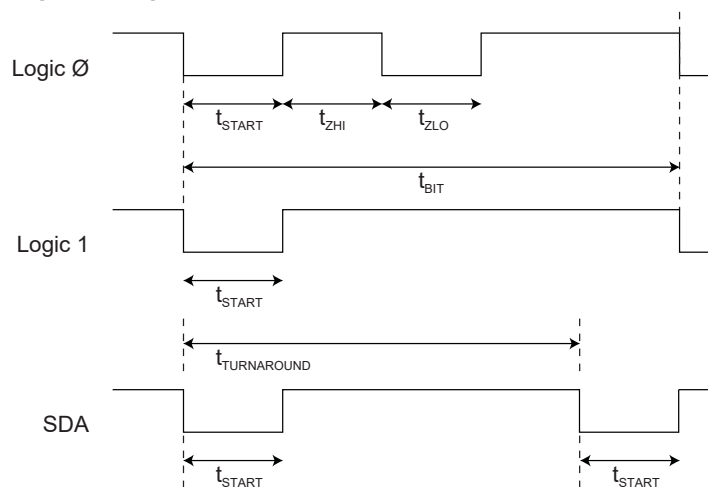 Logic Ø
tSTART tZHI tZLO
tBIT
Logic 1
tSTART
tTURNAROUND
SDA
tSTART tSTART